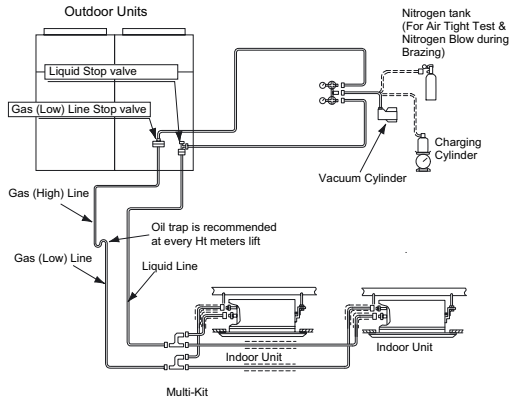 Outdoor Units
Nitrogen tank
(For Air Tight Test &
Nitrogen Blow during
Brazing)
Liquid Stop valve
Gas (Low) Line Stop valve
Charging
Cylinder
Vacuum Cylinder
Gas (High) Line
Oil trap is recommended
at every Ht meters lift
Gas (Low) Line
Liquid Line
Indoor Unit
Indoor Unit
Multi-Kit